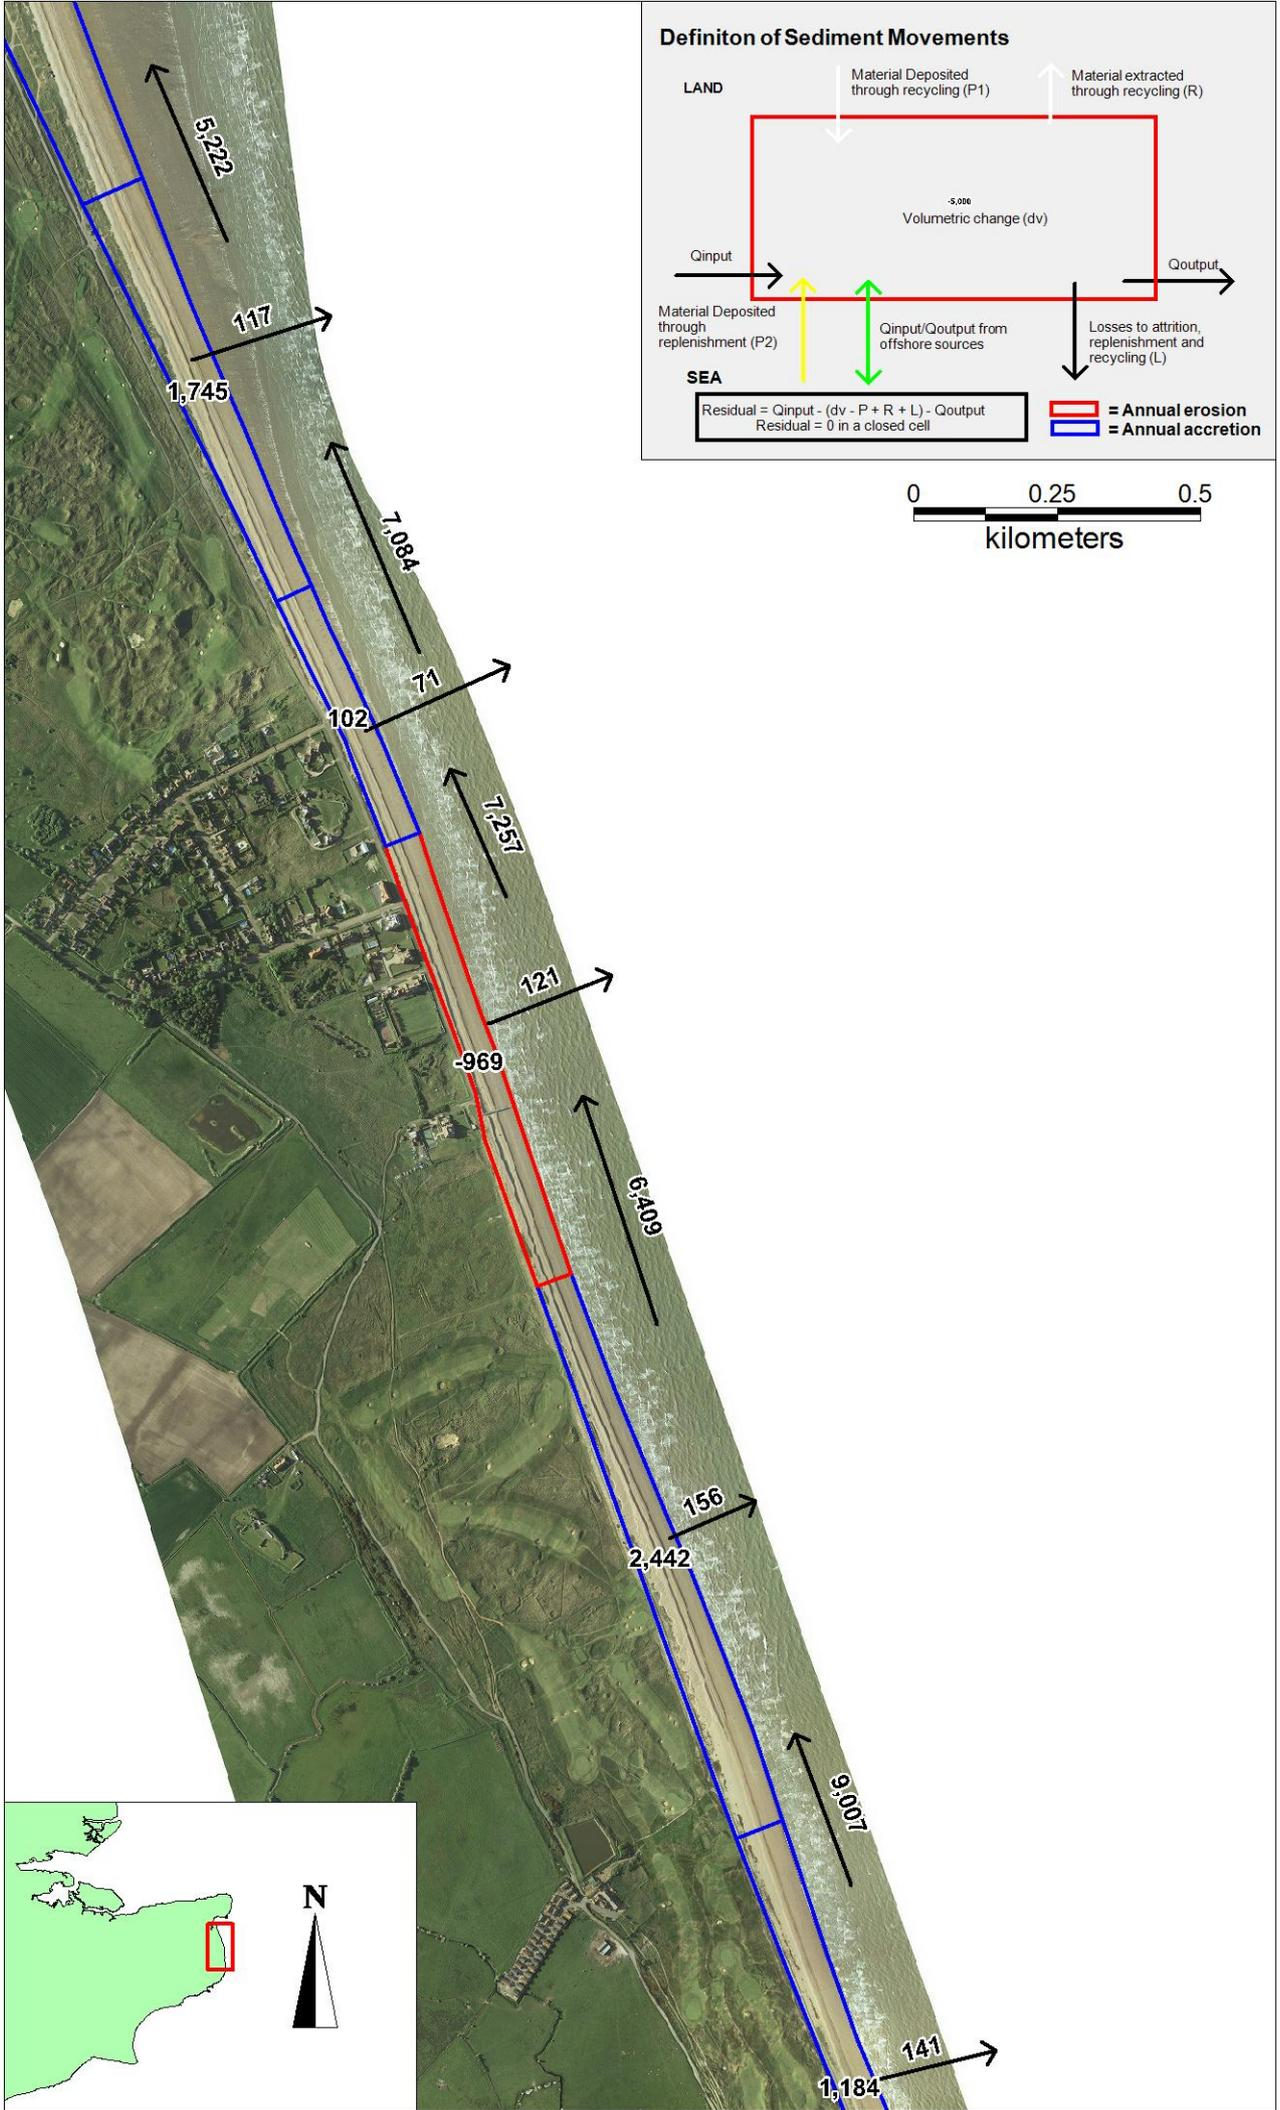 Definiton of Sediment Movements
LAND
Material Deposited
through recycling (P1)
Material extracted
through recycling (R)
-5,000
Volumetric change (dv)
Qinput
Qoutput
Material Deposited
through
replenishment (P2)
Qinput/Qoutput from
offshore sources
Losses to attrition,
replenishment and
recycling (L)
SEA
Residual = Qinput - (dv - P + R + L) - Qoutput
Residual = 0 in a closed cell
= Annual erosion
= Annual accretion
0 0.25 0.5
kilometers
5,222
117
1,745
7,084
71
102
7,257
121
-969
6,409
156
2,442
9,007
141
1,184
N